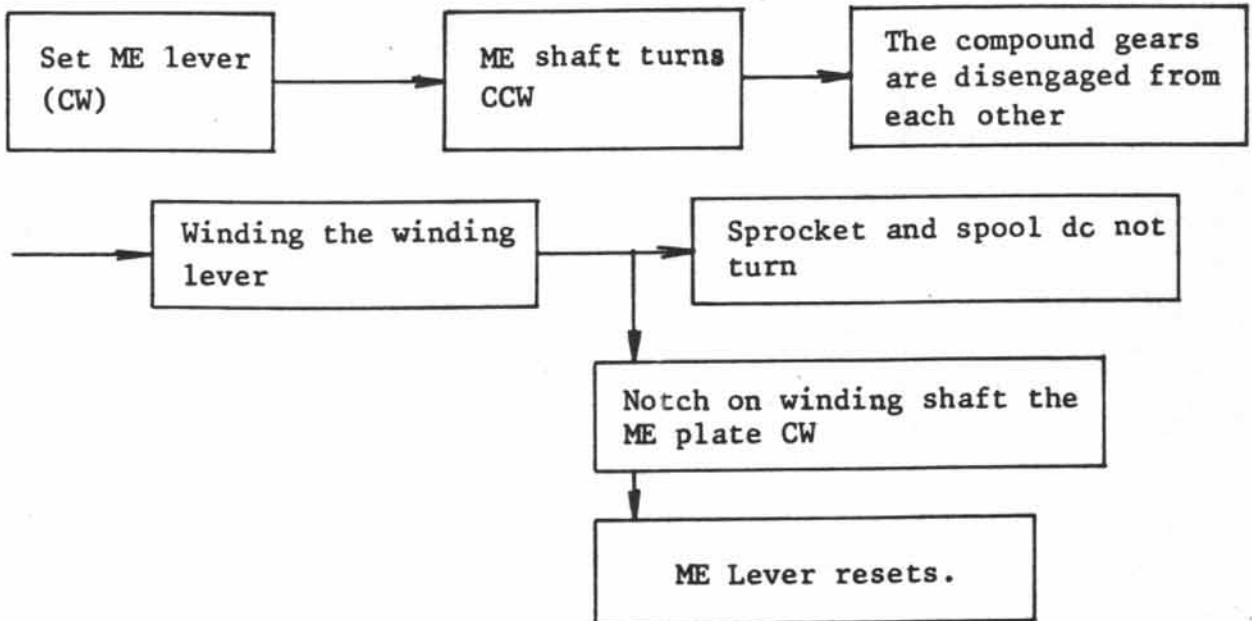 Set ME lever
(CW)
ME shaft turns
CCW
The compound gears
are disengaged from
each other
Winding the winding
lever
Sprocket and spool do not
turn
Notch on winding shaft the
ME plate CW
ME Lever resets.